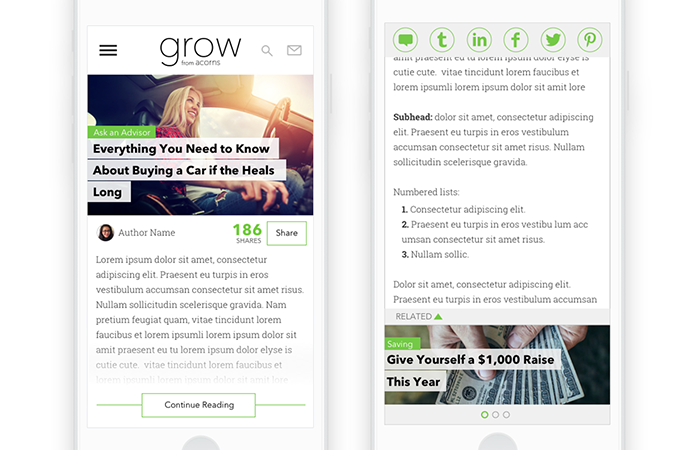 grow
from acorns
Ask an Advisor
Everything You Need to Know
About Buying a Car if the Heals
Long
Author Name
186
SHARES
Share
Lorem ipsum dolor sit amet, consectetur
adipiscing elit. Praesent eu turpis in eros
vestibulum accumsan consectetur sit amet risus.
Nullam sollicitudin scelerisque gravida. Nam
pretium feugiat quam, vitae tincidunt lorem
faucibus et lorem ipsumli lorem ipsum dolor sit
amit praesent eu turpis dolor elyse is cutie
cute.  vitae tincidunt lorem faucibus et
lorem ipsumsli dolor sit amit lorem ipsum dolor
Continue Reading
t
in
f
amit praesent eu t lorem ipsum dolor elyse is
cutie cute.  vitae tincidunt lorem faucibus et
lorem ipsumli umsli dolor sit amit lore
Subhead: dolor sit amet, consectetur adipiscing
elit. Praesent eu turpis in eros vestibulum
accumsan consectetur sit amet risus. Nullam
sollicitudin scelerisque gravida.
Numbered lists:
1. Consectetur adipiscing elit.
2. Praesent eu turpis in eros vestibu lum acc
umsan consectetur sit amet risus.
3. Nullam sollic.
Dolor sit amet, consectetur adipiscing elit.
Praesent eu turpis in eros vestibulum accumsan
RELATED
Saving
Give Yourself a $1,000 Raise
This Year